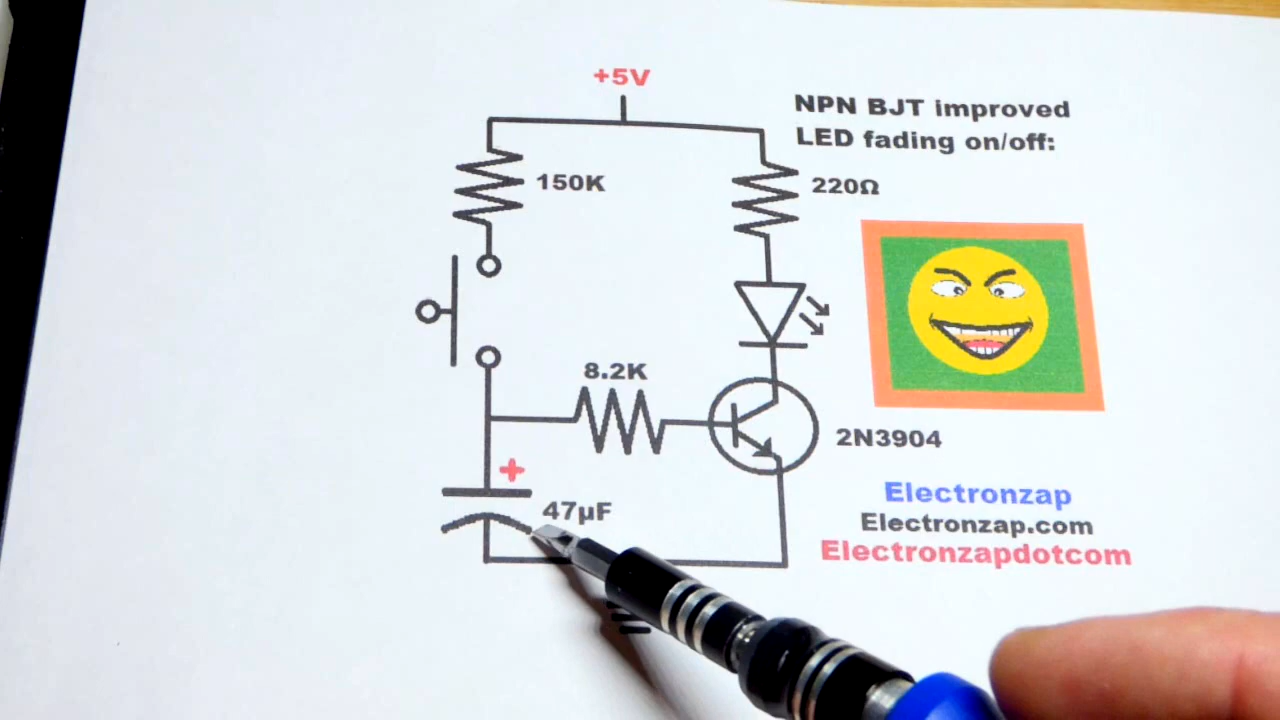 +5V
NPN BJT improved
LED fading on/off:
150K
220Ω
8.2K
2N3904
+
47µF
Electronzap
Electronzap.com
Electronzapdotcom